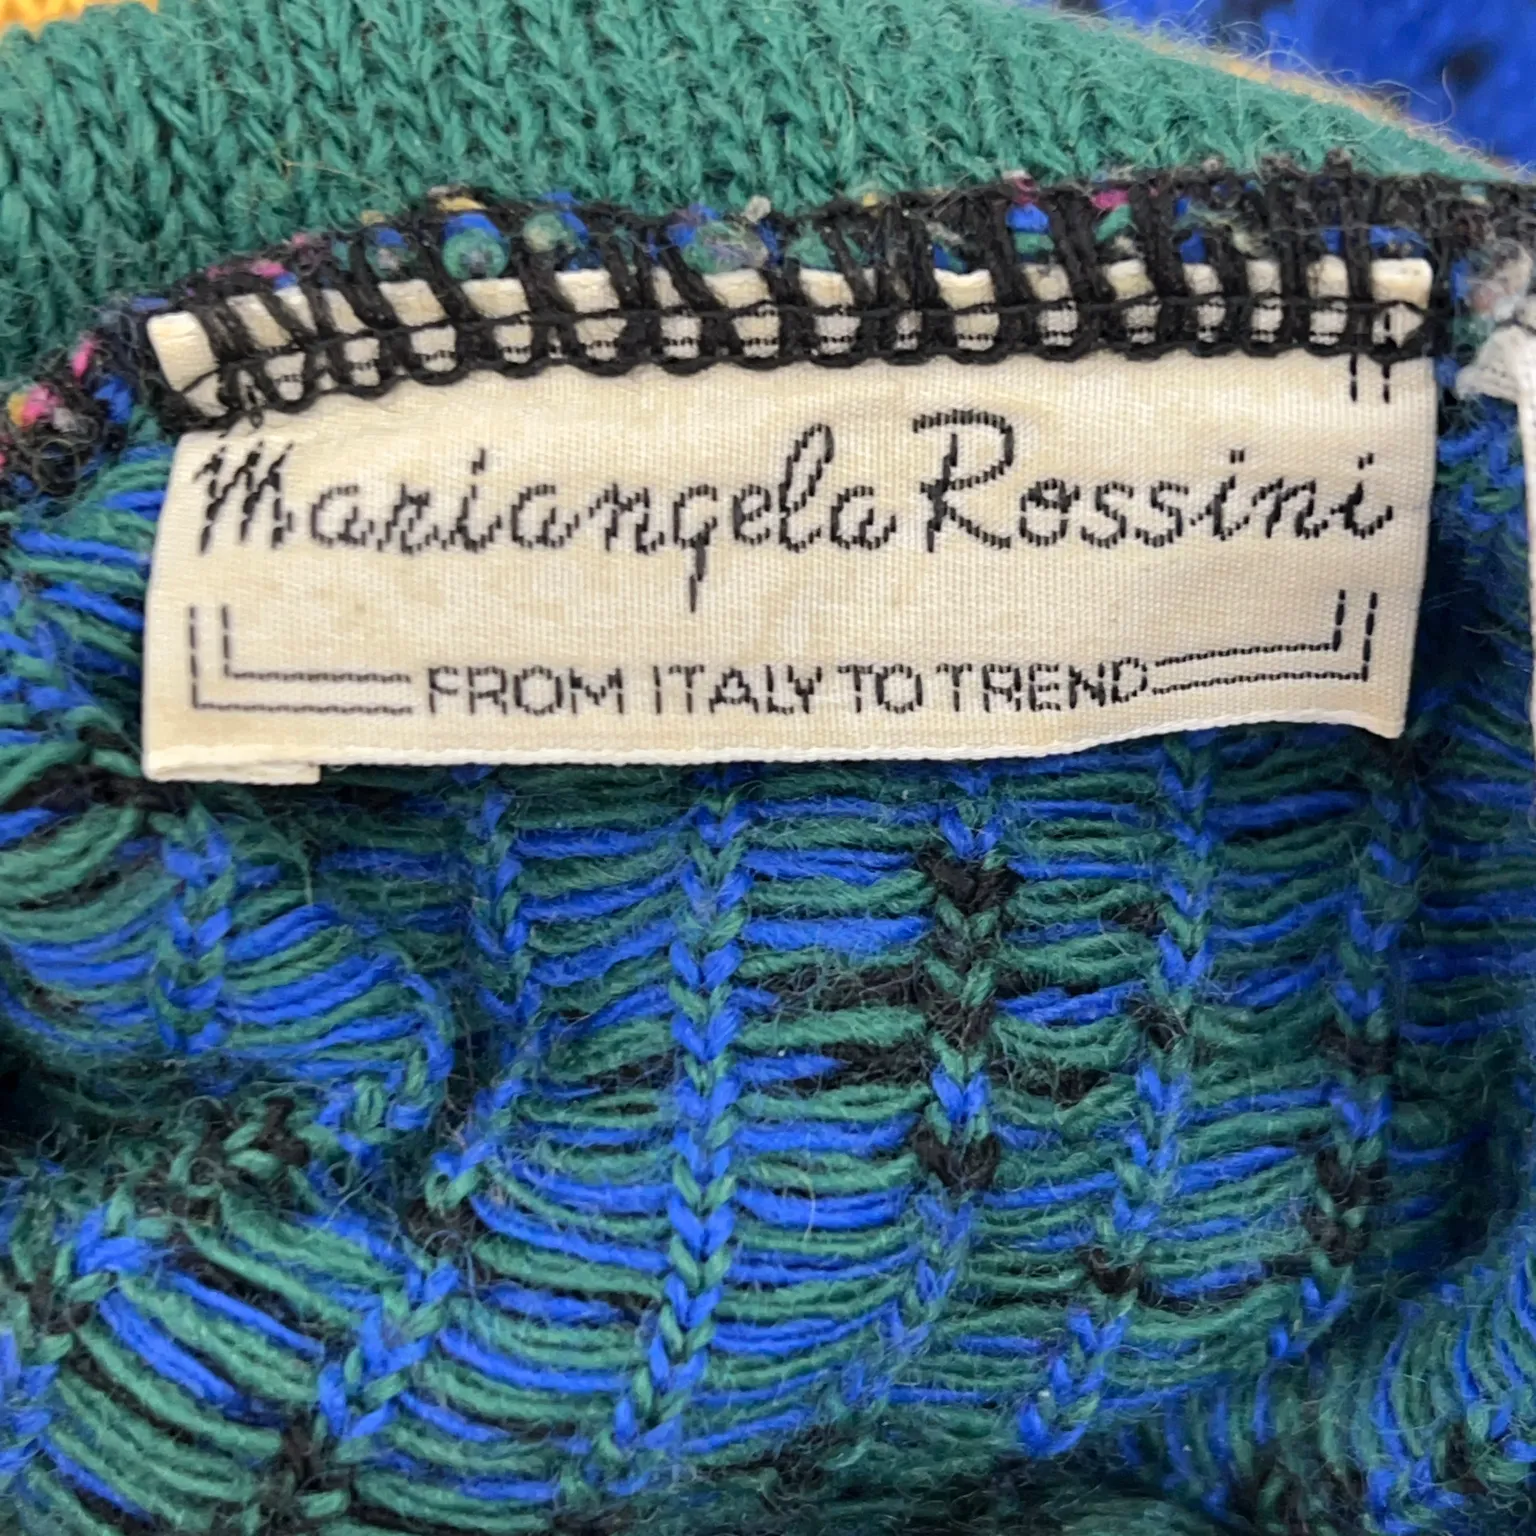 Mariangela Rossini
FROM ITALY TO TREND